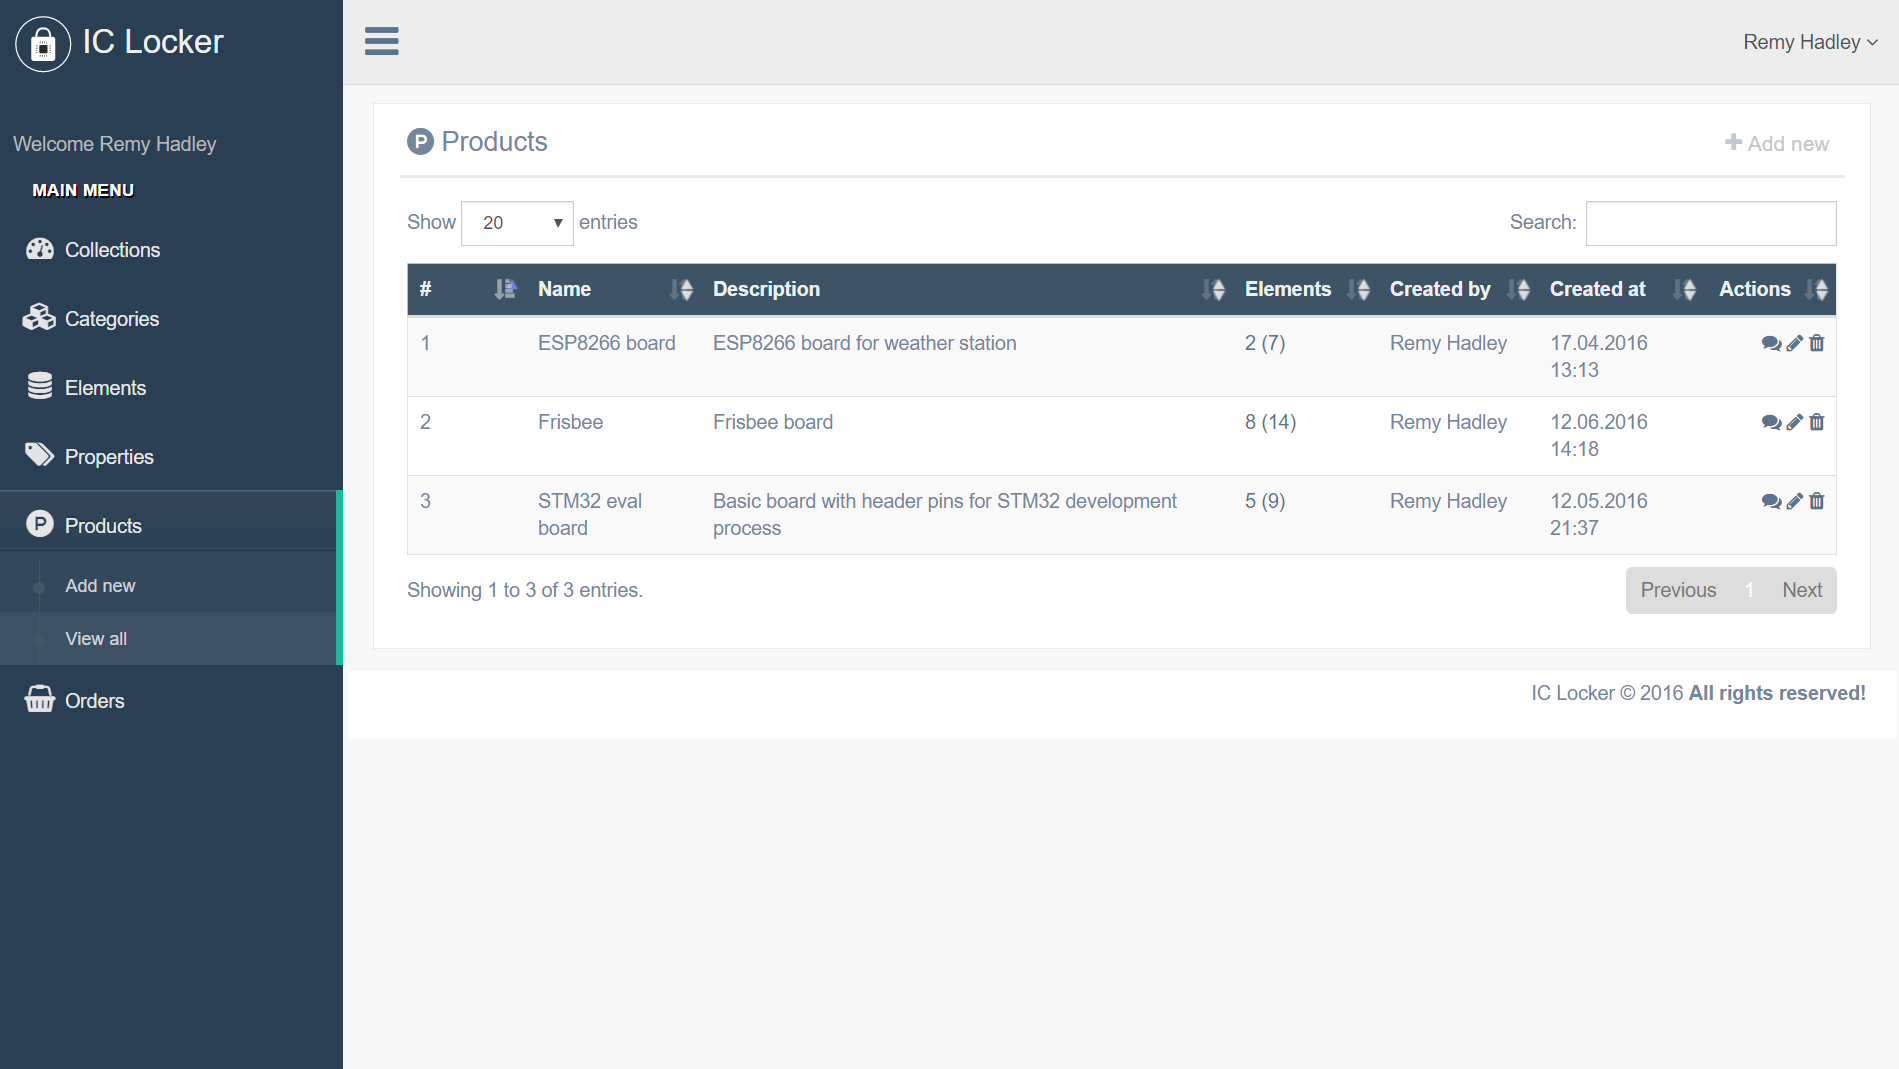 IC Locker
Remy Hadley
Welcome Remy Hadley
MAIN MENU
Collections
Categories
Elements
Properties
P Products
Add new
View all
Orders
P Products
Add new
Show 20 entries
Search:
# Name Description Elements Created by Created at Actions
1 ESP8266 board ESP8266 board for weather station 2 (7) Remy Hadley 17.04.2016
13:13
2 Frisbee Frisbee board 8 (14) Remy Hadley 12.06.2016
14:18
3 STM32 eval Basic board with header pins for STM32 development 5 (9) Remy Hadley 12.05.2016
board process 21:37
Showing 1 to 3 of 3 entries.
Previous 1 Next
IC Locker © 2016 All rights reserved!